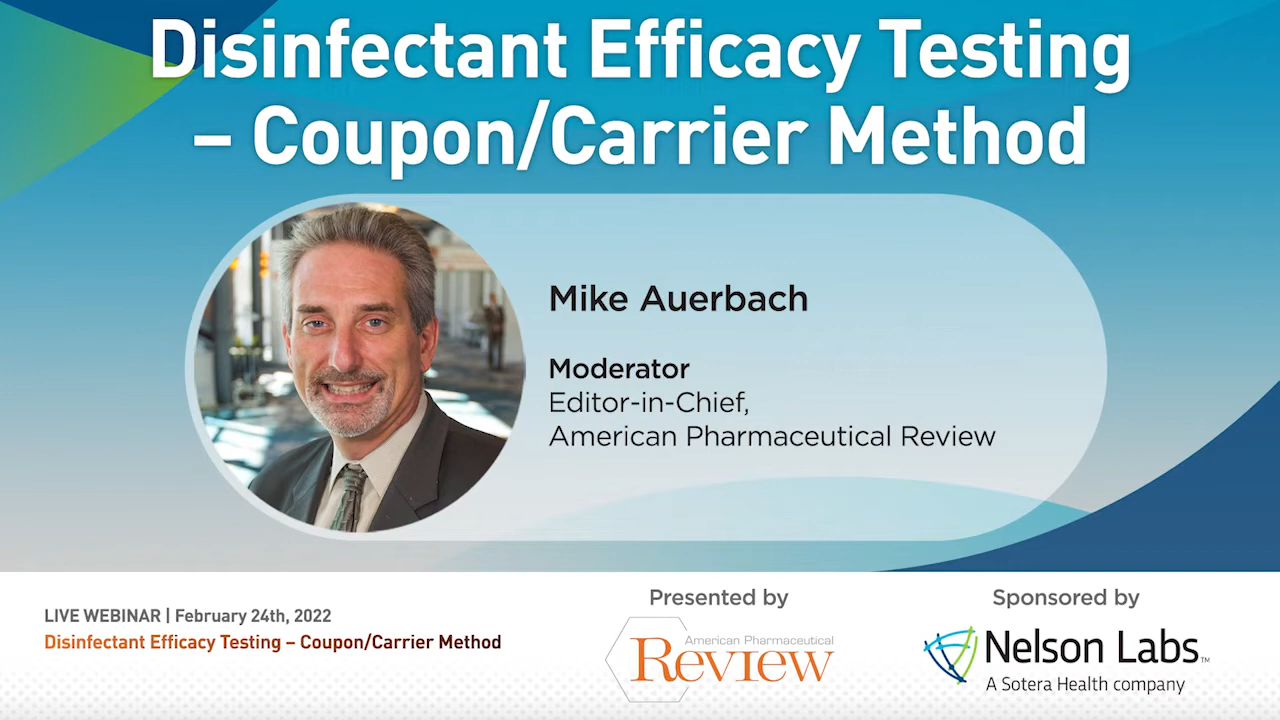 Disinfectant Efficacy Testing
– Coupon/Carrier Method
Mike Auerbach
Moderator
Editor-in-Chief,
American Pharmaceutical Review
LIVE WEBINAR | February 24th, 2022
Disinfectant Efficacy Testing – Coupon/Carrier Method
Presented by
American Pharmaceutical
Review
Sponsored by
Nelson Labs™
A Sotera Health company